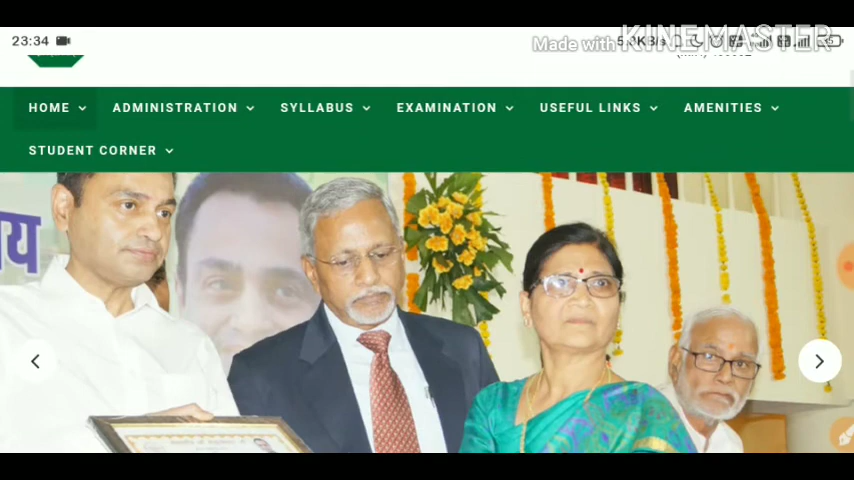 23:34
Made with KINEMASTER
HOME ADMINISTRATION SYLLABUS EXAMINATION USEFUL LINKS AMENITIES
STUDENT CORNER